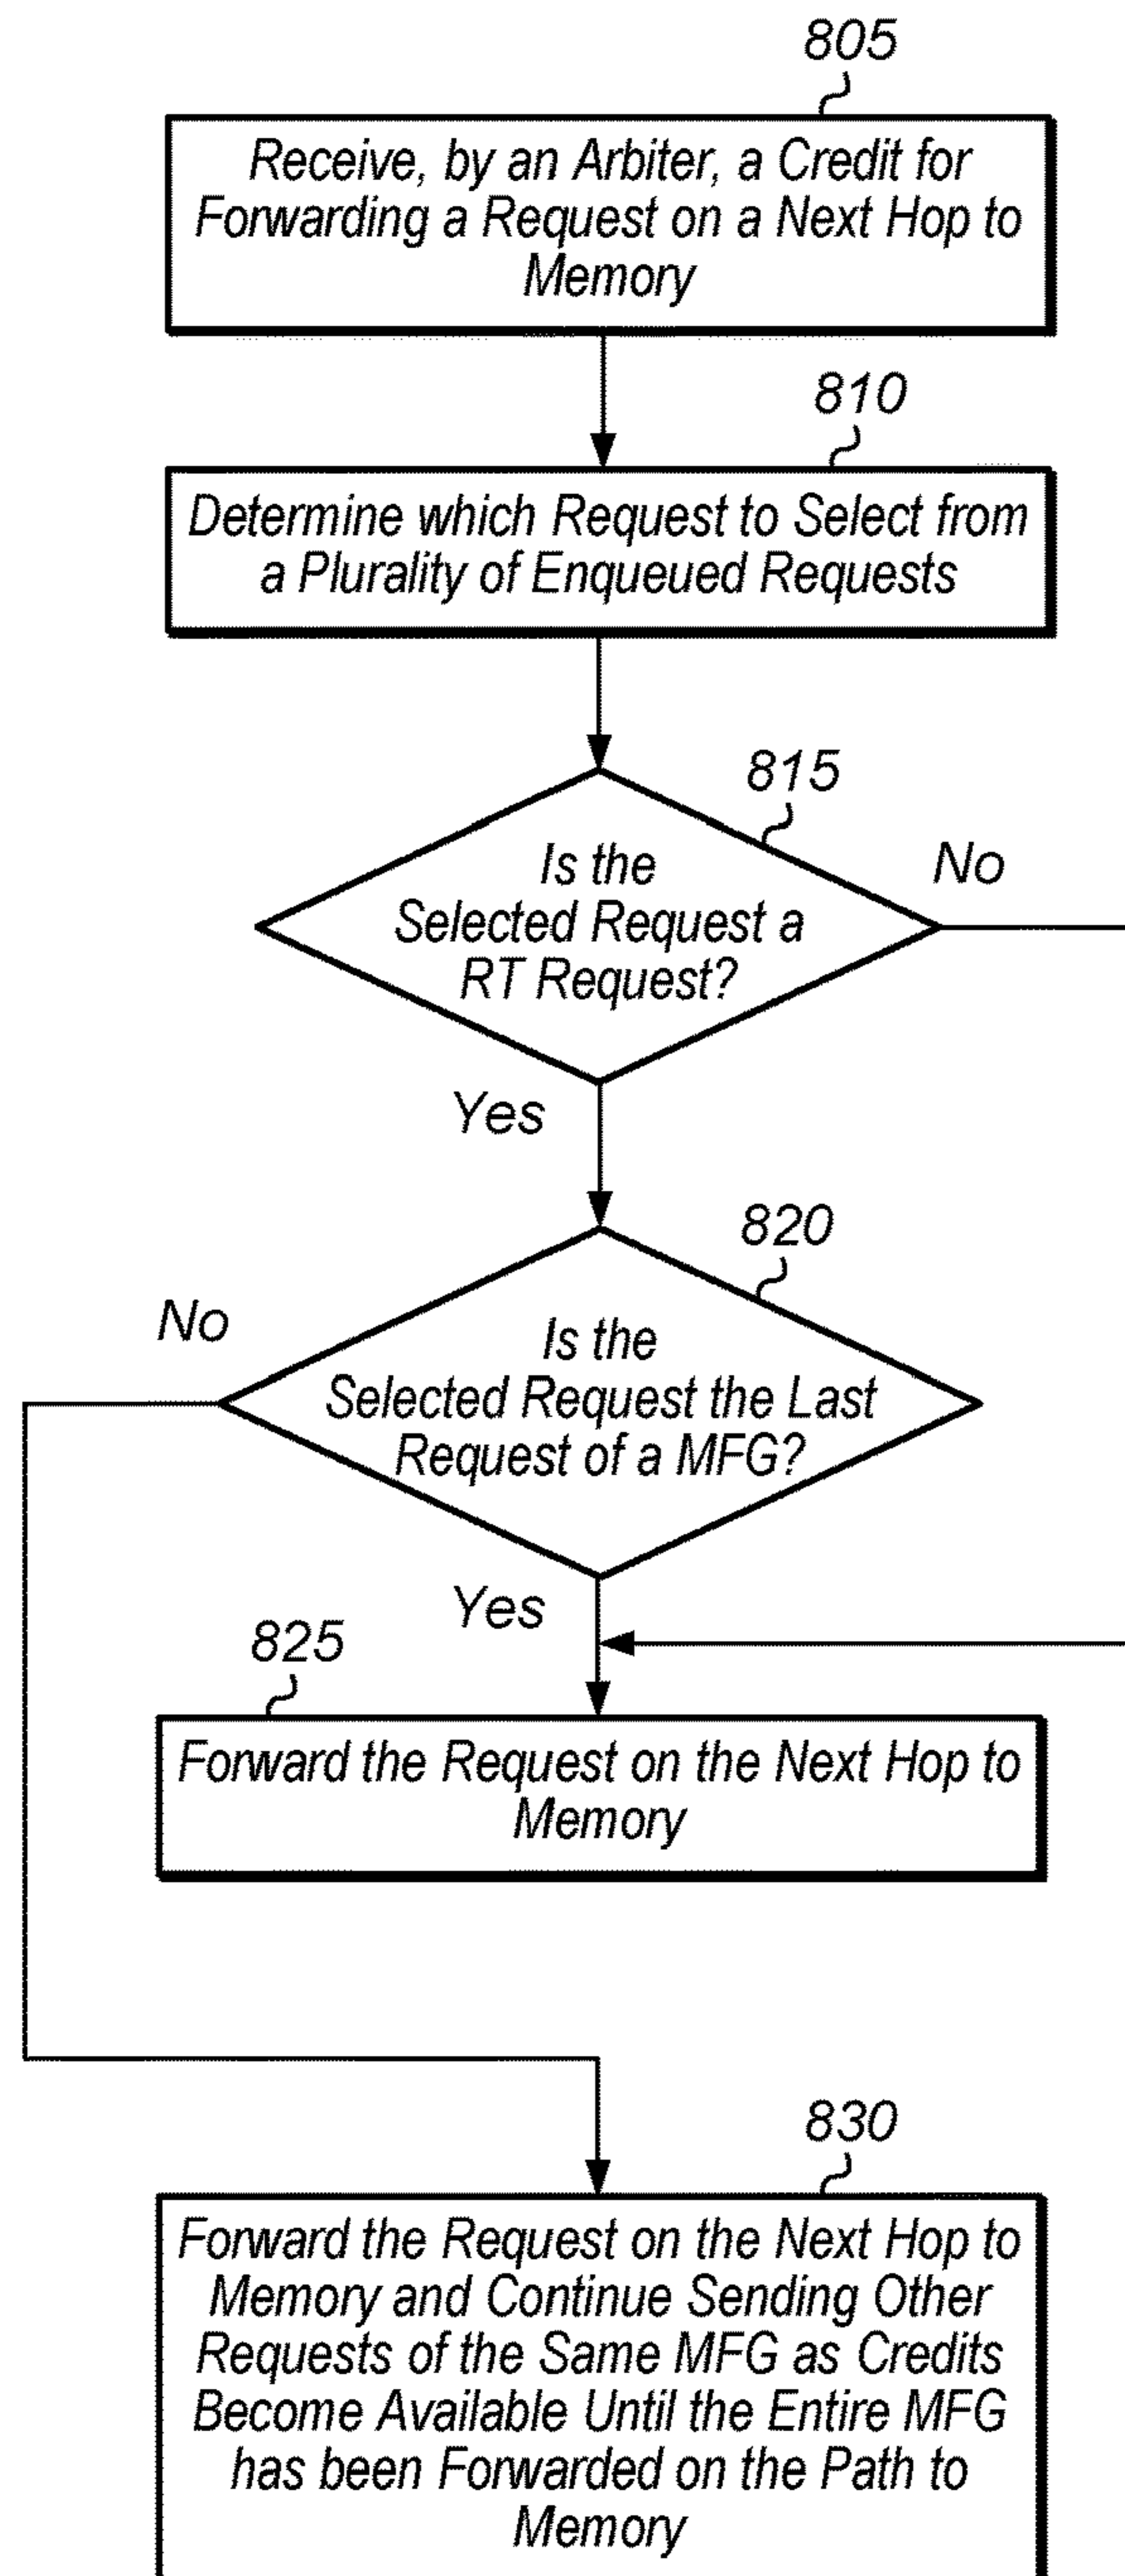 805
Receive, by an Arbiter, a Credit for
Forwarding a Request on a Next Hop to
Memory
810
Determine which Request to Select from
a Plurality of Enqueued Requests
815
Is the
Selected Request a
RT Request?
No
Yes
820
No
Is the
Selected Request the Last
Request of a MFG?
Yes
825
Forward the Request on the Next Hop to
Memory
830
Forward the Request on the Next Hop to
Memory and Continue Sending Other
Requests of the Same MFG as Credits
Become Available Until the Entire MFG
has been Forwarded on the Path to
Memory